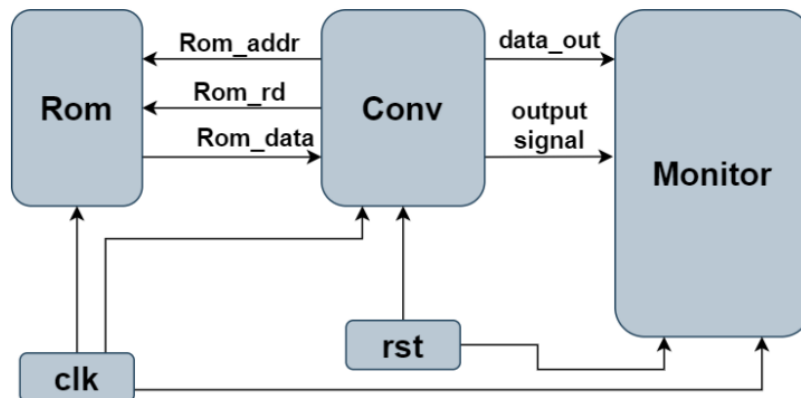 Rom_addr
data_out
Rom
Rom_rd
Conv
output
signal
Rom_data
Monitor
rst
clk